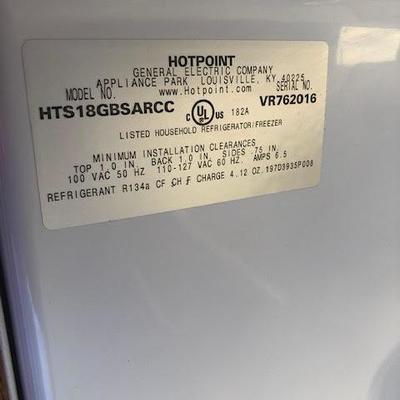 HOTPOINT
GENERAL ELECTRIC COMPANY
APPLIANCE PARK LOUISVILLE, KY 40225
MODEL NO. www.Hotpoint.com SERIAL NO.
HTS18GBSARCC c UL US 182A VR762016
LISTED HOUSEHOLD REFRIGERATOR/FREEZER
MINIMUM INSTALLATION CLEARANCES
TOP 1.0 IN. BACK 1.0 IN. SIDES .75 IN.
100 VAC 50 HZ 110-127 VAC 60 HZ. AMPS 6.5
REFRIGERANT R134a CF CH F CHARGE 4.12 OZ. 197D3935P008